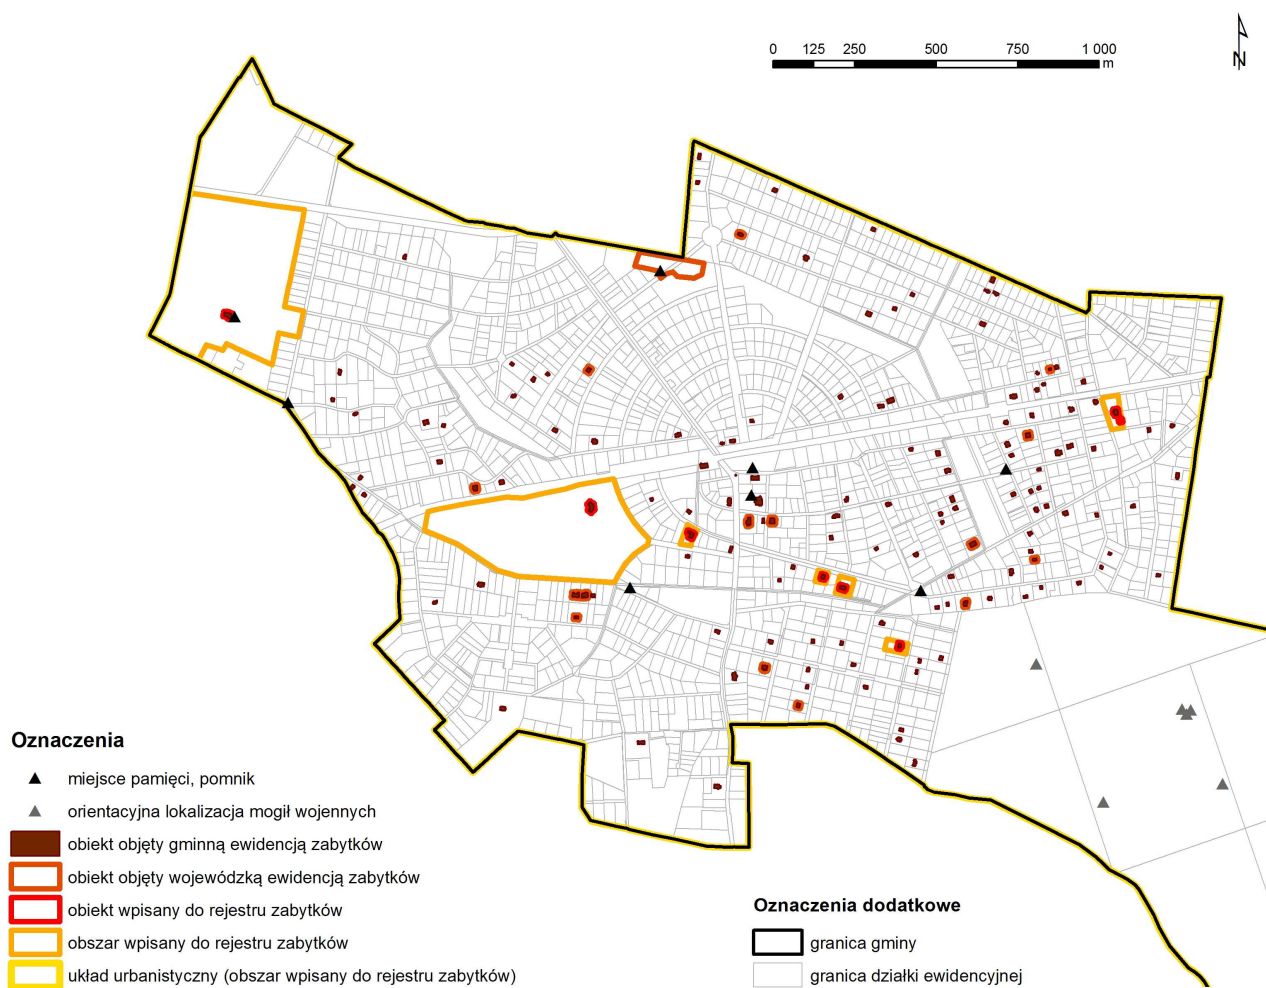 0 125 250 500 750 1 000
m
N
Oznaczenia
miejsce pamięci, pomnik
orientacyjna lokalizacja mogił wojennych
obiekt objęty gminną ewidencją zabytków
obiekt objęty wojewódzką ewidencją zabytków
obiekt wpisany do rejestru zabytków
obszar wpisany do rejestru zabytków
układ urbanistyczny (obszar wpisany do rejestru zabytków)
Oznaczenia dodatkowe
granica gminy
granica działki ewidencyjnej